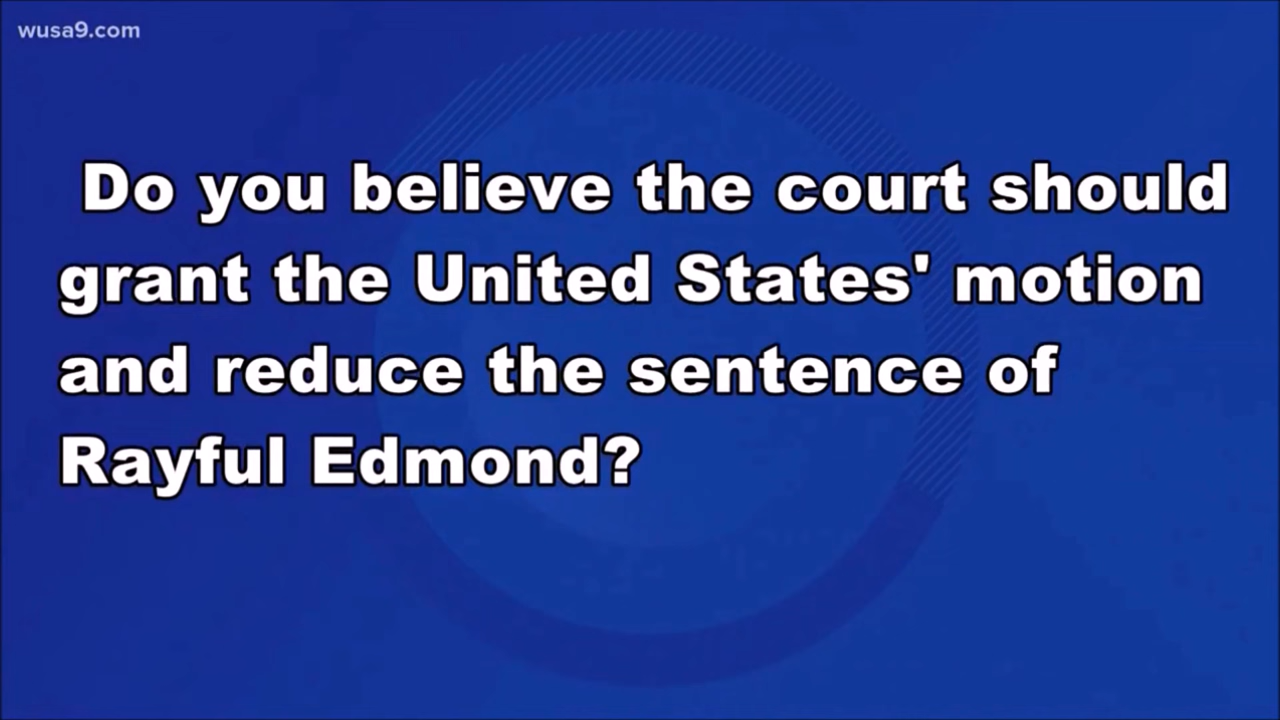 wusa9.com
Do you believe the court should
grant the United States' motion
and reduce the sentence of
Rayful Edmond?